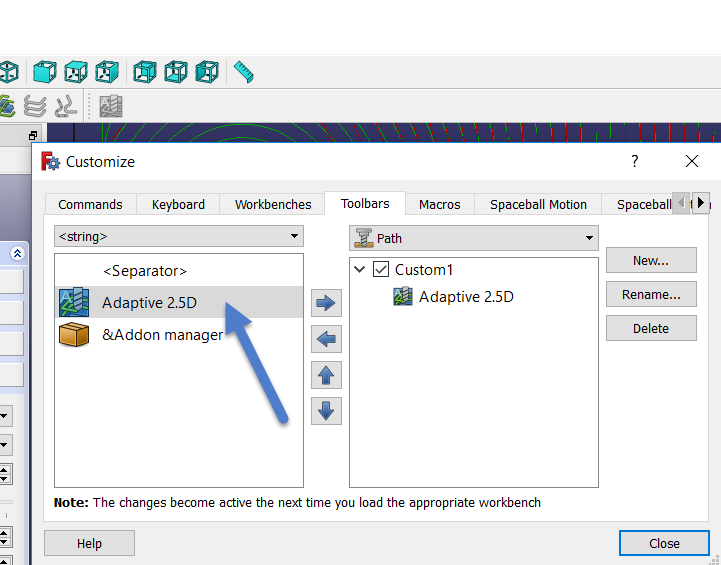 Customize
?
Commands
Keyboard
Workbenches
Toolbars
Macros
Spaceball Motion
Spaceball
<string>
Path
<Separator>
Adaptive 2.5D
&Addon manager
Custom1
Adaptive 2.5D
New...
Rename...
Delete
Note: The changes become active the next time you load the appropriate workbench
Help
Close